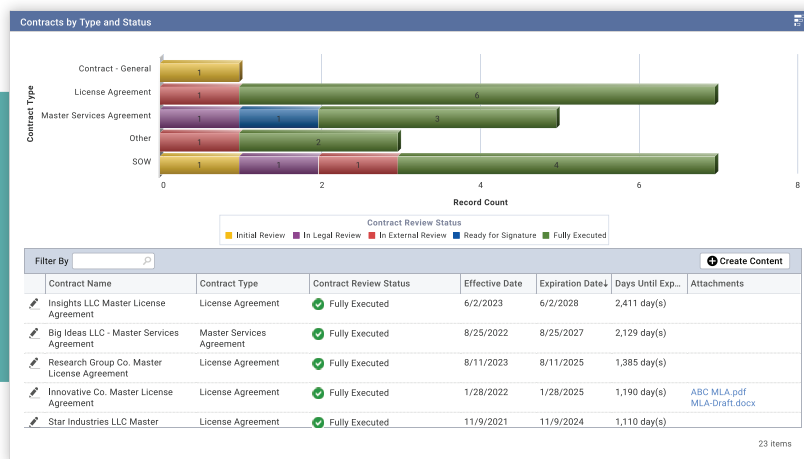 Contracts by Type and Status
Contract Type
Contract - General
1
License Agreement
1 6
Master Services Agreement
1 1 3
Other
1 2
SOW
1 1 1 4
0 2 4 6 8
Record Count
Contract Review Status
Initial Review In Legal Review In External Review Ready for Signature Fully Executed
Filter By
Create Content
Contract Name Contract Type Contract Review Status Effective Date Expiration Date↓ Days Until Exp... Attachments
Insights LLC Master License Agreement License Agreement Fully Executed 6/2/2023 6/2/2028 2,411 day(s)
Big Ideas LLC - Master Services Agreement Master Services Agreement Fully Executed 8/25/2022 8/25/2027 2,129 day(s)
Research Group Co. Master License Agreement License Agreement Fully Executed 8/11/2023 8/11/2025 1,385 day(s)
Innovative Co. Master License Agreement License Agreement Fully Executed 1/28/2022 1/28/2025 1,190 day(s) ABC MLA.pdf MLA-Draft.docx
Star Industries LLC Master License Agreement Fully Executed 11/9/2021 11/9/2024 1,110 day(s)
23 items